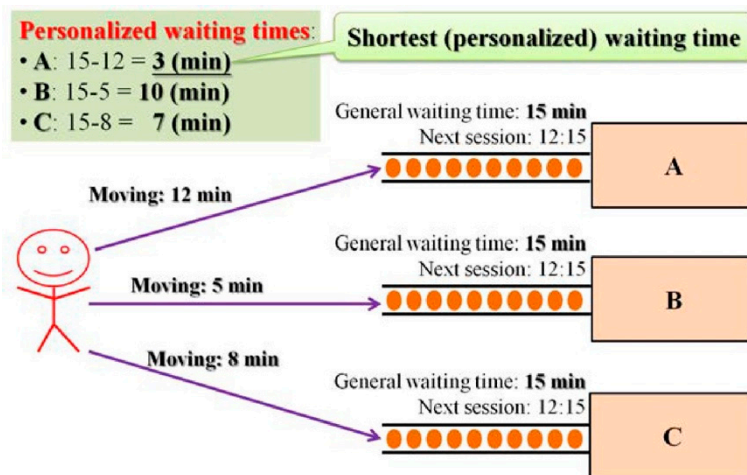 Personalized waiting times:
• A: 15-12 = 3 (min)
• B: 15-5 = 10 (min)
• C: 15-8 = 7 (min)
Shortest (personalized) waiting time
General waiting time: 15 min
Next session: 12:15
A
Moving: 12 min
General waiting time: 15 min
Next session: 12:15
B
Moving: 5 min
Moving: 8 min
General waiting time: 15 min
Next session: 12:15
C